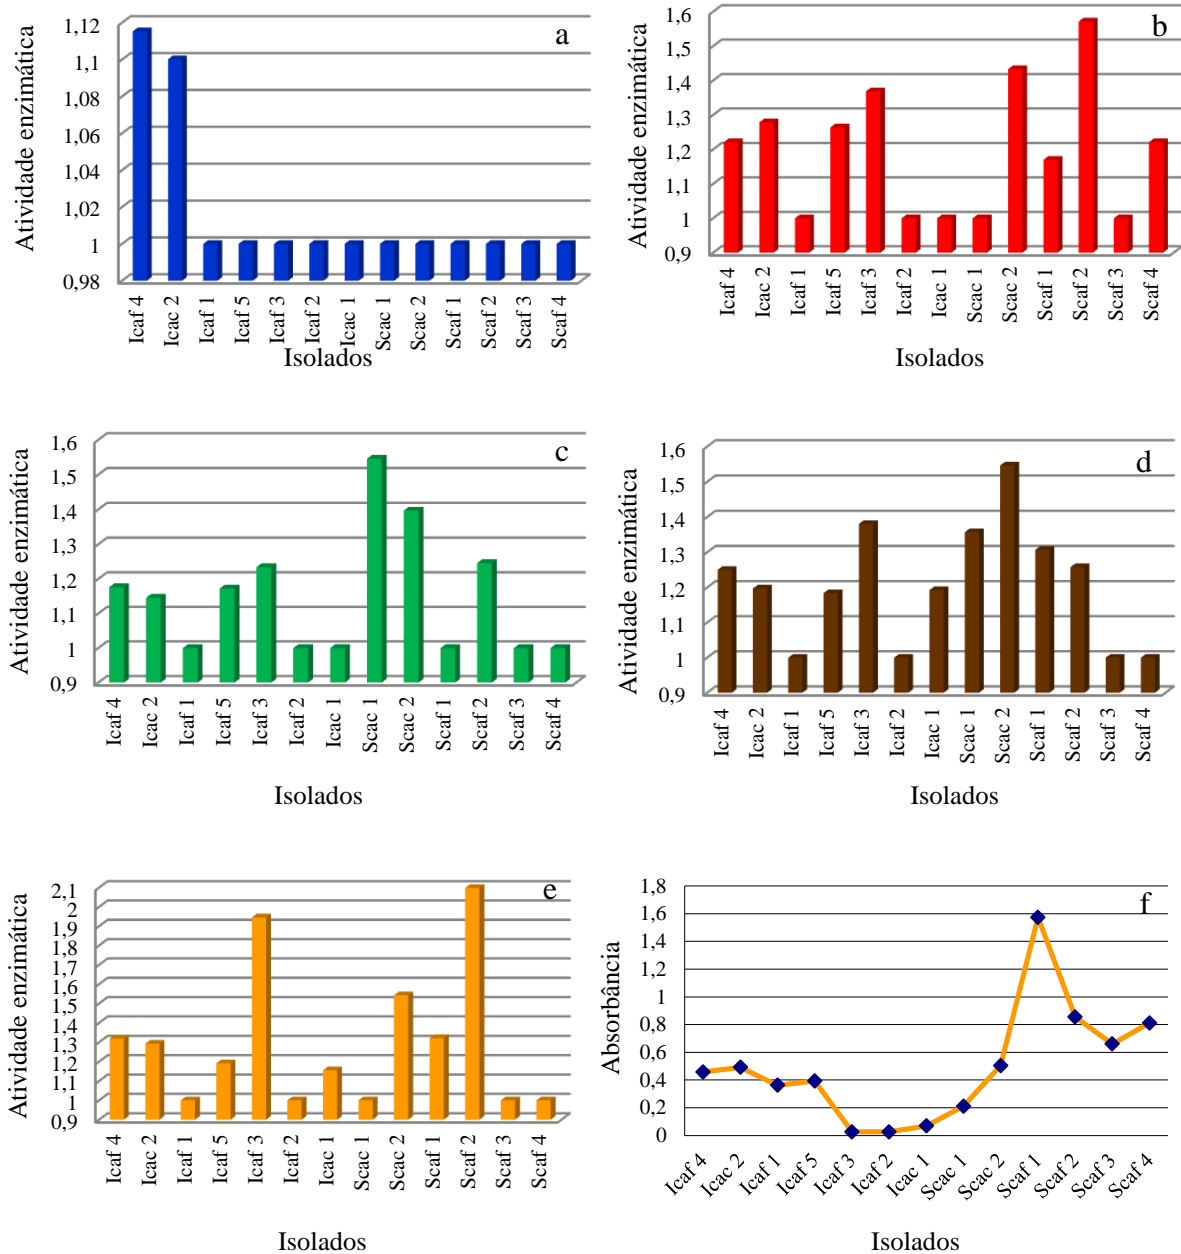 a
Atividade enzimática
1,12
1,1
1,08
1,06
1,04
1,02
1
0,98
Icaf 4
Icac 2
Icaf 1
Icaf 5
Icaf 3
Icaf 2
Icac 1
Scac 1
Scac 2
Scaf 1
Scaf 2
Scaf 3
Scaf 4
Isolados
b
Atividade enzimática
1,6
1,5
1,4
1,3
1,2
1,1
1
0,9
Icaf 4
Icac 2
Icaf 1
Icaf 5
Icaf 3
Icaf 2
Icac 1
Scac 1
Scac 2
Scaf 1
Scaf 2
Scaf 3
Scaf 4
Isolados
c
Atividade enzimática
1,6
1,5
1,4
1,3
1,2
1,1
1
0,9
Icaf 4
Icac 2
Icaf 1
Icaf 5
Icaf 3
Icaf 2
Icac 1
Scac 1
Scac 2
Scaf 1
Scaf 2
Scaf 3
Scaf 4
Isolados
d
Atividade enzimática
1,6
1,5
1,4
1,3
1,2
1,1
1
0,9
Icaf 4
Icac 2
Icaf 1
Icaf 5
Icaf 3
Icaf 2
Icac 1
Scac 1
Scac 2
Scaf 1
Scaf 2
Scaf 3
Scaf 4
Isolados
e
Atividade enzimática
2,1
2
1,9
1,8
1,7
1,6
1,5
1,4
1,3
1,2
1,1
1
0,9
Icaf 4
Icac 2
Icaf 1
Icaf 5
Icaf 3
Icaf 2
Icac 1
Scac 1
Scac 2
Scaf 1
Scaf 2
Scaf 3
Scaf 4
Isolados
f
Absorbância
1,8
1,6
1,4
1,2
1
0,8
0,6
0,4
0,2
0
Icaf 4
Icac 2
Icaf 1
Icaf 5
Icaf 3
Icaf 2
Icac 1
Scac 1
Scac 2
Scaf 1
Scaf 2
Scaf 3
Scaf 4
Isolados